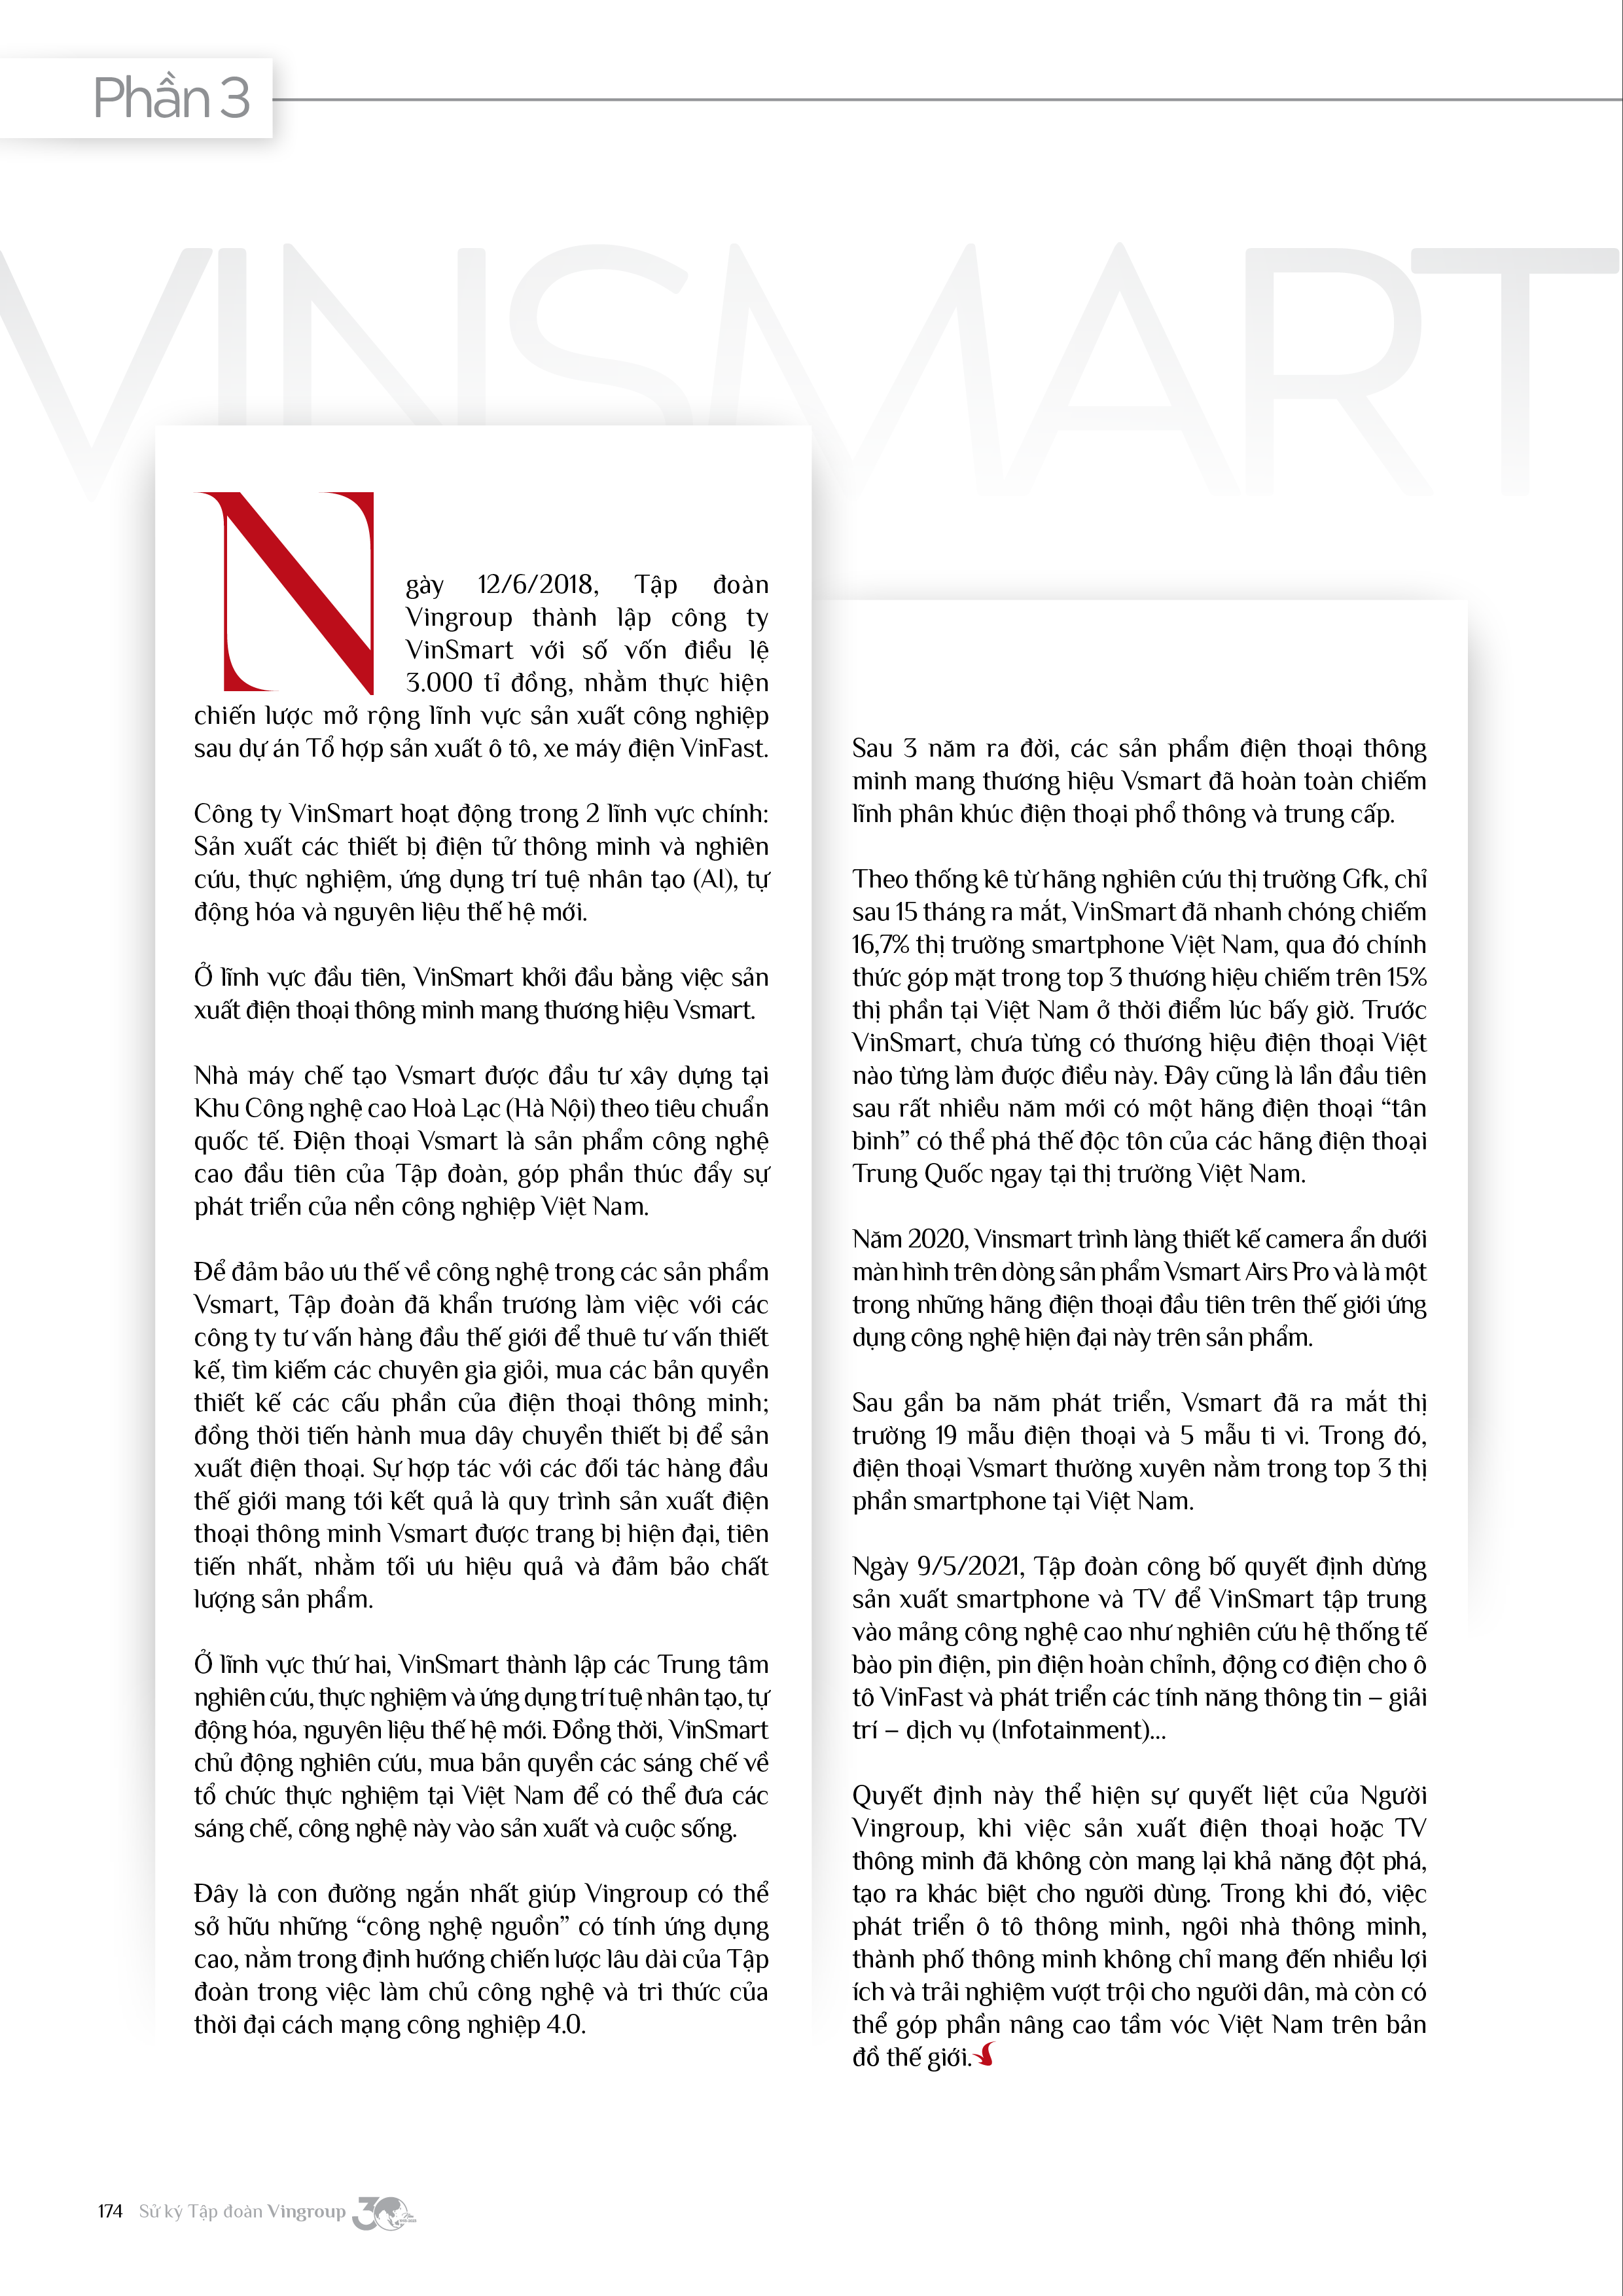 Phần 3
VINSMART
Ngày 12/6/2018, Tập đoàn
Vingroup thành lập công ty
VinSmart với số vốn điều lệ
3.000 tỉ đồng, nhằm thực hiện
chiến lược mở rộng lĩnh vực sản xuất công nghiệp
sau dự án Tổ hợp sản xuất ô tô, xe máy điện VinFast.
Công ty VinSmart hoạt động trong 2 lĩnh vực chính:
Sản xuất các thiết bị điện tử thông minh và nghiên
cứu, thực nghiệm, ứng dụng trí tuệ nhân tạo (AI), tự
động hóa và nguyên liệu thế hệ mới.
Ở lĩnh vực đầu tiên, VinSmart khởi đầu bằng việc sản
xuất điện thoại thông minh mang thương hiệu Vsmart.
Nhà máy chế tạo Vsmart được đầu tư xây dựng tại
Khu Công nghệ cao Hoà Lạc (Hà Nội) theo tiêu chuẩn
quốc tế. Điện thoại Vsmart là sản phẩm công nghệ
cao đầu tiên của Tập đoàn, góp phần thúc đẩy sự
phát triển của nền công nghiệp Việt Nam.
Để đảm bảo ưu thế về công nghệ trong các sản phẩm
Vsmart, Tập đoàn đã khẩn trương làm việc với các
công ty tư vấn hàng đầu thế giới để thuê tư vấn thiết
kế, tìm kiếm các chuyên gia giỏi, mua các bản quyền
thiết kế các cấu phần của điện thoại thông minh;
đồng thời tiến hành mua dây chuyền thiết bị để sản
xuất điện thoại. Sự hợp tác với các đối tác hàng đầu
thế giới mang tới kết quả là quy trình sản xuất điện
thoại thông minh Vsmart được trang bị hiện đại, tiên
tiến nhất, nhằm tối ưu hiệu quả và đảm bảo chất
lượng sản phẩm.
Ở lĩnh vực thứ hai, VinSmart thành lập các Trung tâm
nghiên cứu, thực nghiệm và ứng dụng trí tuệ nhân tạo, tự
động hóa, nguyên liệu thế hệ mới. Đồng thời, VinSmart
chủ động nghiên cứu, mua bản quyền các sáng chế về
tổ chức thực nghiệm tại Việt Nam để có thể đưa các
sáng chế, công nghệ này vào sản xuất và cuộc sống.
Đây là con đường ngắn nhất giúp Vingroup có thể
sở hữu những “công nghệ nguồn” có tính ứng dụng
cao, nằm trong định hướng chiến lược lâu dài của Tập
đoàn trong việc làm chủ công nghệ và tri thức của
thời đại cách mạng công nghiệp 4.0.
Sau 3 năm ra đời, các sản phẩm điện thoại thông
minh mang thương hiệu Vsmart đã hoàn toàn chiếm
lĩnh phân khúc điện thoại phổ thông và trung cấp.
Theo thống kê từ hãng nghiên cứu thị trường Gfk, chỉ
sau 15 tháng ra mắt, VinSmart đã nhanh chóng chiếm
16,7% thị trường smartphone Việt Nam, qua đó chính
thức góp mặt trong top 3 thương hiệu chiếm trên 15%
thị phần tại Việt Nam ở thời điểm lúc bấy giờ. Trước
VinSmart, chưa từng có thương hiệu điện thoại Việt
nào từng làm được điều này. Đây cũng là lần đầu tiên
sau rất nhiều năm mới có một hãng điện thoại “tân
binh” có thể phá thế độc tôn của các hãng điện thoại
Trung Quốc ngay tại thị trường Việt Nam.
Năm 2020, Vinsmart trình làng thiết kế camera ẩn dưới
màn hình trên dòng sản phẩm Vsmart Airs Pro và là một
trong những hãng điện thoại đầu tiên trên thế giới ứng
dụng công nghệ hiện đại này trên sản phẩm.
Sau gần ba năm phát triển, Vsmart đã ra mắt thị
trường 19 mẫu điện thoại và 5 mẫu ti vi. Trong đó,
điện thoại Vsmart thường xuyên nằm trong top 3 thị
phần smartphone tại Việt Nam.
Ngày 9/5/2021, Tập đoàn công bố quyết định dừng
sản xuất smartphone và TV để VinSmart tập trung
vào mảng công nghệ cao như nghiên cứu hệ thống tế
bào pin điện, pin điện hoàn chỉnh, động cơ điện cho ô
tô VinFast và phát triển các tính năng thông tin – giải
trí – dịch vụ (Infotainment)...
Quyết định này thể hiện sự quyết liệt của Người
Vingroup, khi việc sản xuất điện thoại hoặc TV
thông minh đã không còn mang lại khả năng đột phá,
tạo ra khác biệt cho người dùng. Trong khi đó, việc
phát triển ô tô thông minh, ngôi nhà thông minh,
thành phố thông minh không chỉ mang đến nhiều lợi
ích và trải nghiệm vượt trội cho người dân, mà còn có
thể góp phần nâng cao tầm vóc Việt Nam trên bản
đồ thế giới.
174 Sử ký Tập đoàn Vingroup 30